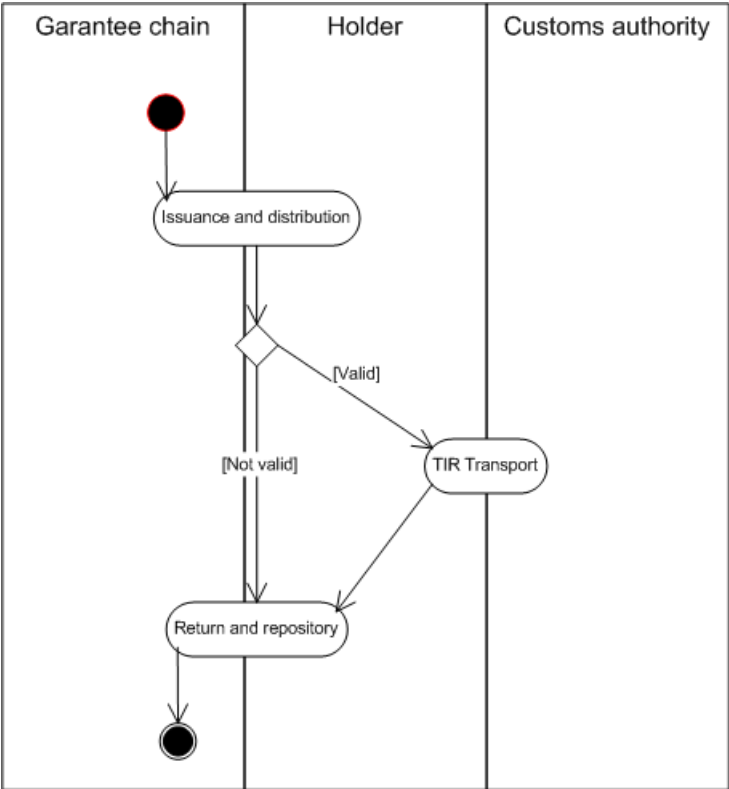 Garantee chain
Holder
Customs authority
Issuance and distribution
[Valid]
[Not valid]
TIR Transport
Return and repository